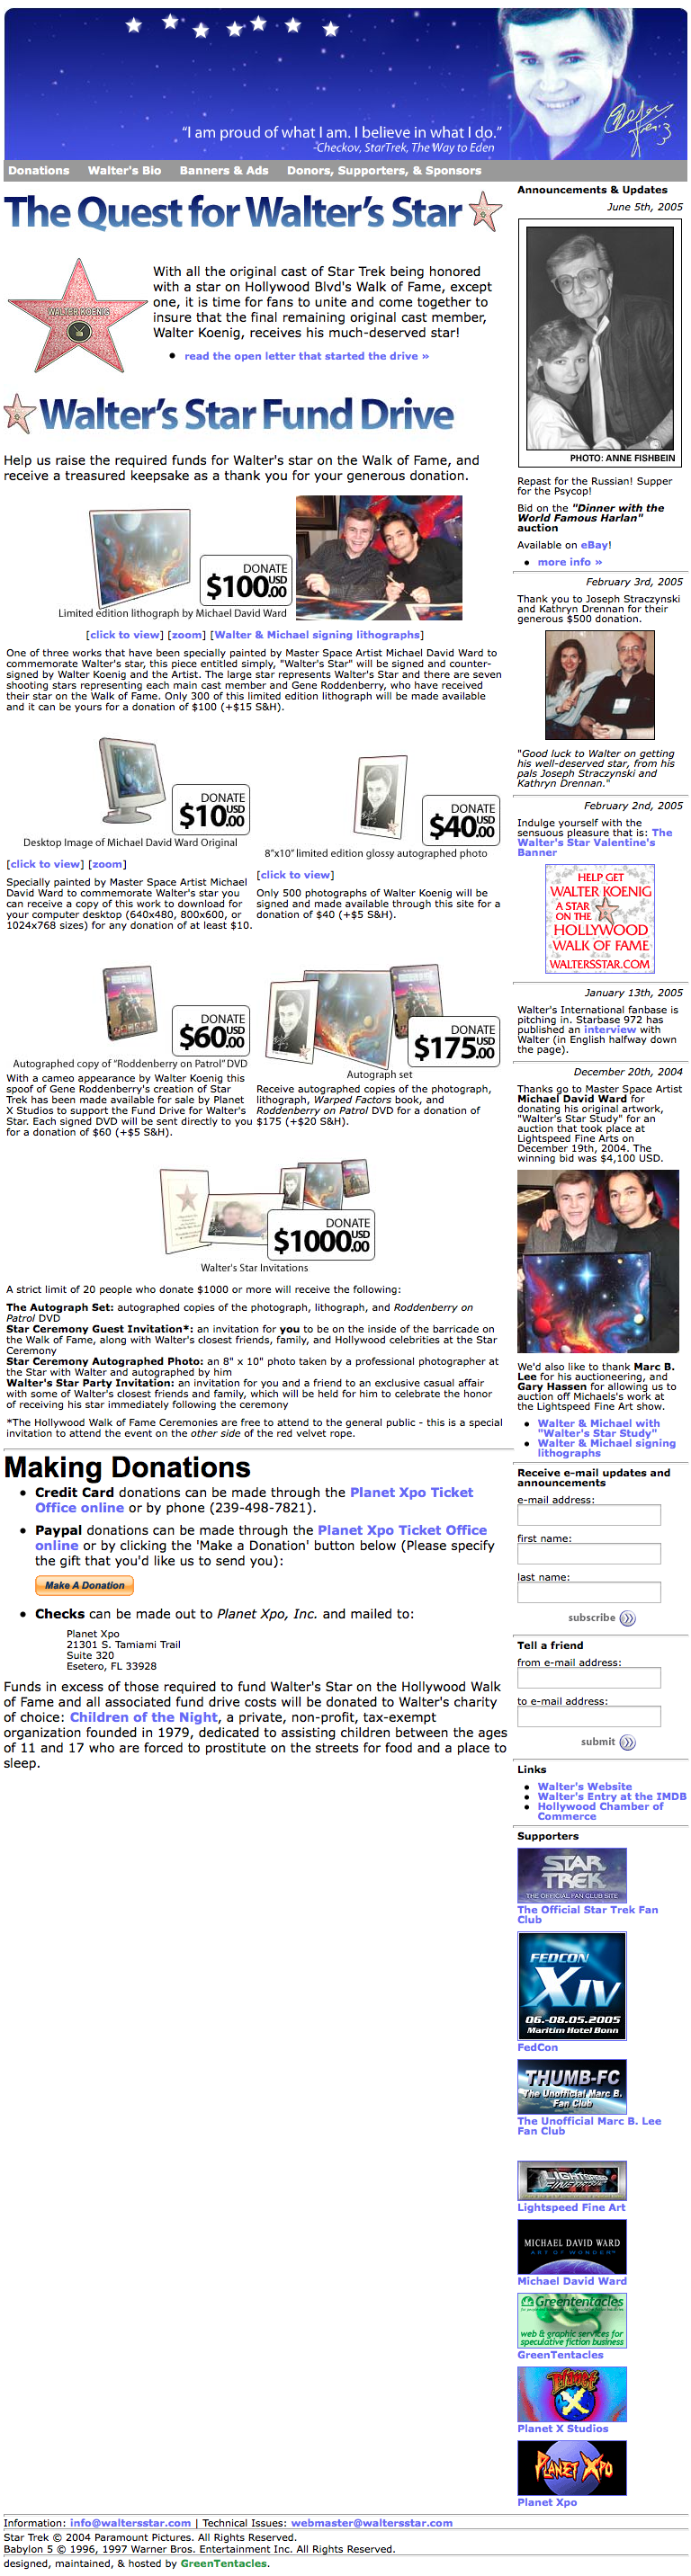 "I am proud of what I am. I believe in what I do."
-Checkov, StarTrek, The Way to Eden
Donations Walter's Bio Banners & Ads Donors, Supporters, & Sponsors
The Quest for Walter's Star
WALTER KOENIG
With all the original cast of Star Trek being honored
with a star on Hollywood Blvd's Walk of Fame, except
one, it is time for fans to unite and come together to
insure that the final remaining original cast member,
Walter Koenig, receives his much-deserved star!
• read the open letter that started the drive »
Walter's Star Fund Drive
Help us raise the required funds for Walter's star on the Walk of Fame, and
receive a treasured keepsake as a thank you for your generous donation.
DONATE
$100USD.00
Limited edition lithograph by Michael David Ward
[click to view] [zoom] [Walter & Michael signing lithographs]
One of three works that have been specially painted by Master Space Artist Michael David Ward to
commemorate Walter's star, this piece entitled simply, "Walter's Star" will be signed and counter-
signed by Walter Koenig and the Artist. The large star represents Walter's Star and there are seven
shooting stars representing each main cast member and Gene Roddenberry, who have received
their star on the Walk of Fame. Only 300 of this limited edition lithograph will be made available
and it can be yours for a donation of $100 (+$15 S&H).
DONATE
$10USD.00
Desktop Image of Michael David Ward Original
[click to view] [zoom]
Specially painted by Master Space Artist Michael
David Ward to commemorate Walter's star you
can receive a copy of this work to download for
your computer desktop (640x480, 800x600, or
1024x768 sizes) for any donation of at least $10.
DONATE
$40USD.00
8"x10" limited edition glossy autographed photo
[click to view]
Only 500 photographs of Walter Koenig will be
signed and made available through this site for a
donation of $40 (+$5 S&H).
DONATE
$60USD.00
Autographed copy of "Roddenberry on Patrol" DVD
With a cameo appearance by Walter Koenig this
spoof of Gene Roddenberry's creation of Star
Trek has been made available for sale by Planet
X Studios to support the Fund Drive for Walter's
Star. Each signed DVD will be sent directly to you
for a donation of $60 (+$5 S&H).
DONATE
$175USD.00
Autograph set
Receive autographed copies of the photograph,
lithograph, Warped Factors book, and
Roddenberry on Patrol DVD for a donation of
$175 (+$20 S&H).
DONATE
$1000USD.00
Walter's Star Invitations
A strict limit of 20 people who donate $1000 or more will receive the following:
The Autograph Set: autographed copies of the photograph, lithograph, and Roddenberry on
Patrol DVD
Star Ceremony Guest Invitation*: an invitation for you to be on the inside of the barricade on
the Walk of Fame, along with Walter's closest friends, family, and Hollywood celebrities at the Star
Ceremony
Star Ceremony Autographed Photo: an 8" x 10" photo taken by a professional photographer at
the Star with Walter and autographed by him
Walter's Star Party Invitation: an invitation for you and a friend to an exclusive casual affair
with some of Walter's closest friends and family, which will be held for him to celebrate the honor
of receiving his star immediately following the ceremony
*The Hollywood Walk of Fame Ceremonies are free to attend to the general public - this is a special
invitation to attend the event on the other side of the red velvet rope.
Making Donations
• Credit Card donations can be made through the Planet Xpo Ticket
Office online or by phone (239-498-7821).
• Paypal donations can be made through the Planet Xpo Ticket Office
online or by clicking the 'Make a Donation' button below (Please specify
the gift that you'd like us to send you):
Make A Donation
• Checks can be made out to Planet Xpo, Inc. and mailed to:
Planet Xpo
21301 S. Tamiami Trail
Suite 320
Esetero, FL 33928
Funds in excess of those required to fund Walter's Star on the Hollywood Walk
of Fame and all associated fund drive costs will be donated to Walter's charity
of choice: Children of the Night, a private, non-profit, tax-exempt
organization founded in 1979, dedicated to assisting children between the ages
of 11 and 17 who are forced to prostitute on the streets for food and a place to
sleep.
Announcements & Updates
June 5th, 2005
PHOTO: ANNE FISHBEIN
Repast for the Russian! Supper
for the Psycop!
Bid on the "Dinner with the
World Famous Harlan"
auction
Available on eBay!
• more info »
February 3rd, 2005
Thank you to Joseph Straczynski
and Kathryn Drennan for their
generous $500 donation.
"Good luck to Walter on getting
his well-deserved star, from his
pals Joseph Straczynski and
Kathryn Drennan."
February 2nd, 2005
Indulge yourself with the
sensuous pleasure that is: The
Walter's Star Valentine's
Banner
HELP GET
WALTER KOENIG
A STAR
ON THE
HOLLYWOOD
WALK OF FAME
WALTERSSTAR.COM
January 13th, 2005
Walter's International fanbase is
pitching in. Starbase 972 has
published an interview with
Walter (in English halfway down
the page).
December 20th, 2004
Thanks go to Master Space Artist
Michael David Ward for
donating his original artwork,
"Walter's Star Study" for an
auction that took place at
Lightspeed Fine Arts on
December 19th, 2004. The
winning bid was $4,100 USD.
We'd also like to thank Marc B.
Lee for his auctioneering, and
Gary Hassen for allowing us to
auction off Michaels's work at
the Lightspeed Fine Art show.
• Walter & Michael with
"Walter's Star Study"
• Walter & Michael signing
lithographs
Receive e-mail updates and
announcements
e-mail address:
first name:
last name:
subscribe
Tell a friend
from e-mail address:
to e-mail address:
submit
Links
• Walter's Website
• Walter's Entry at the IMDB
• Hollywood Chamber of
Commerce
Supporters
STAR
TREK
THE OFFICIAL FAN CLUB SITE
The Official Star Trek Fan
Club
FEDCON
XIV
06.-08.05.2005
Maritim Hotel Bonn
FedCon
THUMB-FC
The Unofficial Marc B.
Fan Club
The Unofficial Marc B. Lee
Fan Club
LIGHTSPEED
FINE ART
Lightspeed Fine Art
MICHAEL DAVID WARD
ART OF WONDER
Michael David Ward
Greententacles
web & graphic services for
speculative fiction business
GreenTentacles
Planet
X
Planet X Studios
PLANET XPO
Planet Xpo
Information: info@waltersstar.com | Technical Issues: webmaster@waltersstar.com
Star Trek © 2004 Paramount Pictures. All Rights Reserved.
Babylon 5 © 1996, 1997 Warner Bros. Entertainment Inc. All Rights Reserved.
designed, maintained, & hosted by GreenTentacles.